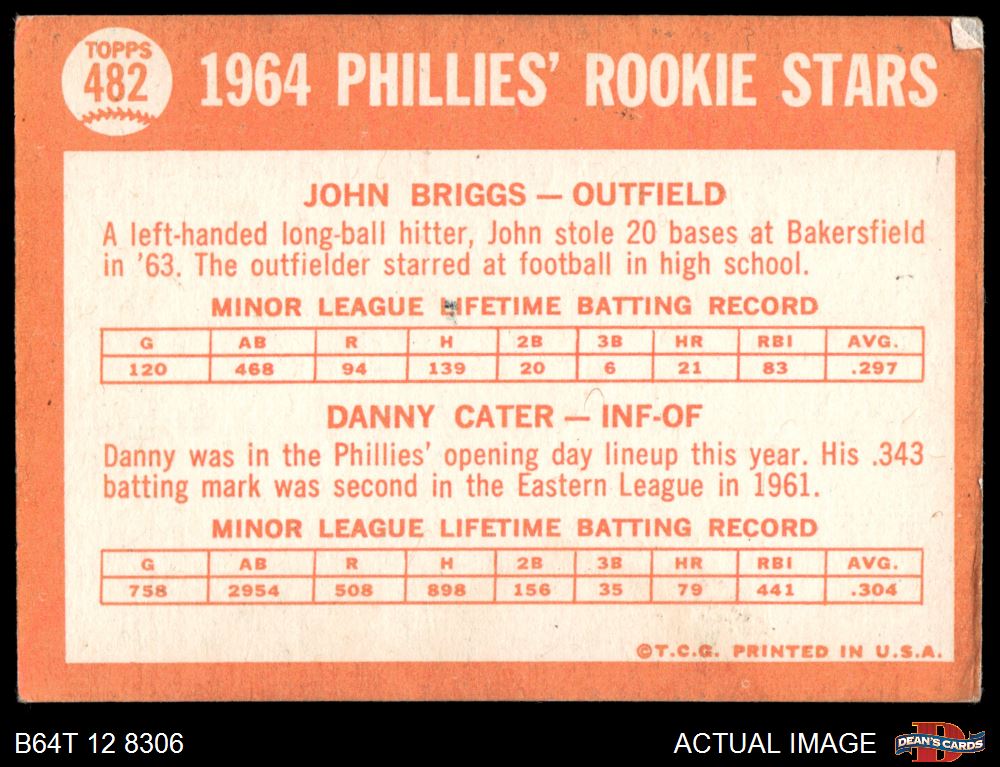 TOPPS
482
1964 PHILLIES' ROOKIE STARS
JOHN BRIGGS — OUTFIELD
A left-handed long-ball hitter, John stole 20 bases at Bakersfield
in '63. The outfielder starred at football in high school.
MINOR LEAGUE LIFETIME BATTING RECORD
G AB R H 2B 3B HR RBI AVG.
120 468 94 139 20 6 21 83 .297
DANNY CATER — INF-OF
Danny was in the Phillies' opening day lineup this year. His .343
batting mark was second in the Eastern League in 1961.
MINOR LEAGUE LIFETIME BATTING RECORD
G AB R H 2B 3B HR RBI AVG.
758 2954 508 898 156 35 79 441 .304
©T.C.G. PRINTED IN U.S.A.
B64T 12 8306
ACTUAL IMAGE
D
DEAN'S CARDS